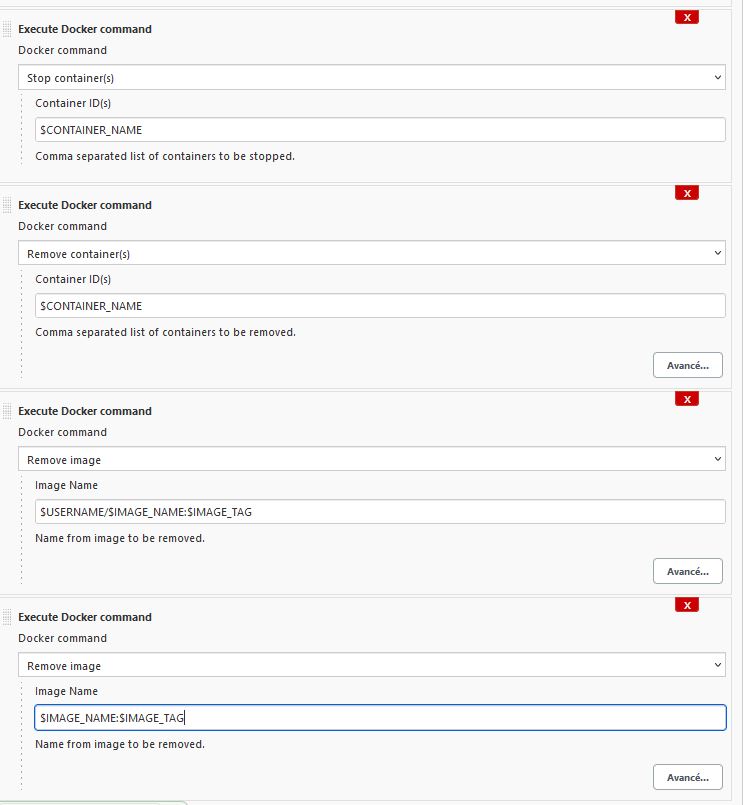 X
Execute Docker command
Docker command
Stop container(s)
Container ID(s)
$CONTAINER_NAME
Comma separated list of containers to be stopped.
X
Execute Docker command
Docker command
Remove container(s)
Container ID(s)
$CONTAINER_NAME
Comma separated list of containers to be removed.
Avancé...
X
Execute Docker command
Docker command
Remove image
Image Name
$USERNAME/$IMAGE_NAME:$IMAGE_TAG
Name from image to be removed.
Avancé...
X
Execute Docker command
Docker command
Remove image
Image Name
$IMAGE_NAME:$IMAGE_TAG
Name from image to be removed.
Avancé...